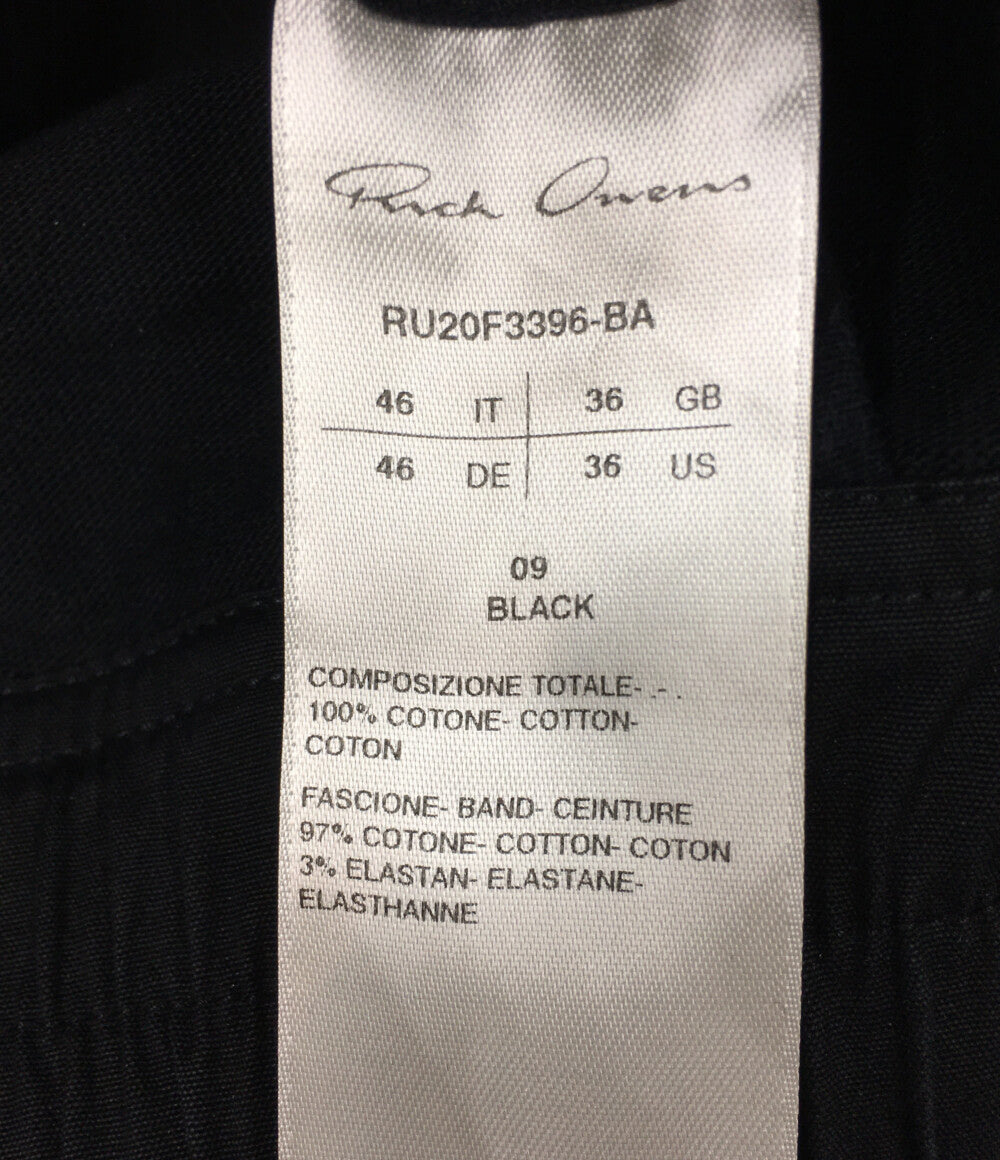 Rick Owens
RU20F3396-BA
46 IT 36 GB
46 DE 36 US
09
BLACK
COMPOSIZIONE TOTALE- .- .
100% COTONE- COTTON-
COTON
FASCIONE- BAND- CEINTURE
97% COTONE- COTTON- COTON
3% ELASTAN- ELASTANE-
ELASTHANNE